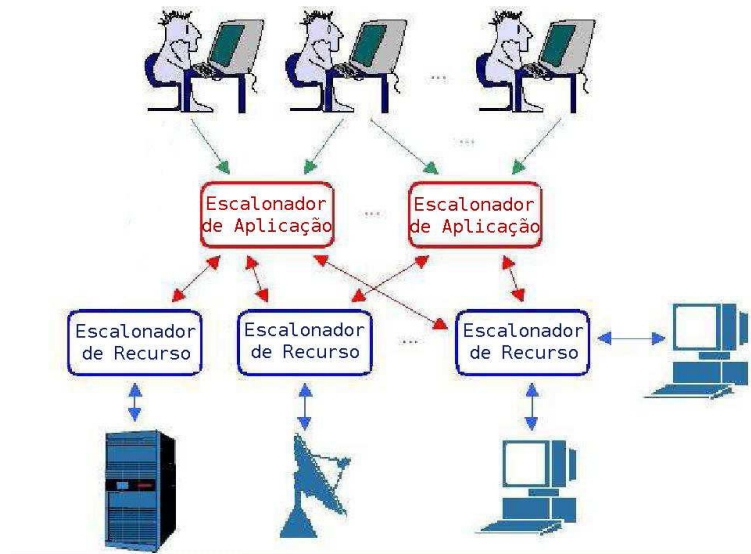 ...
...
Escalonador
de Aplicação
...
Escalonador
de Aplicação
Escalonador
de Recurso
Escalonador
de Recurso
...
Escalonador
de Recurso